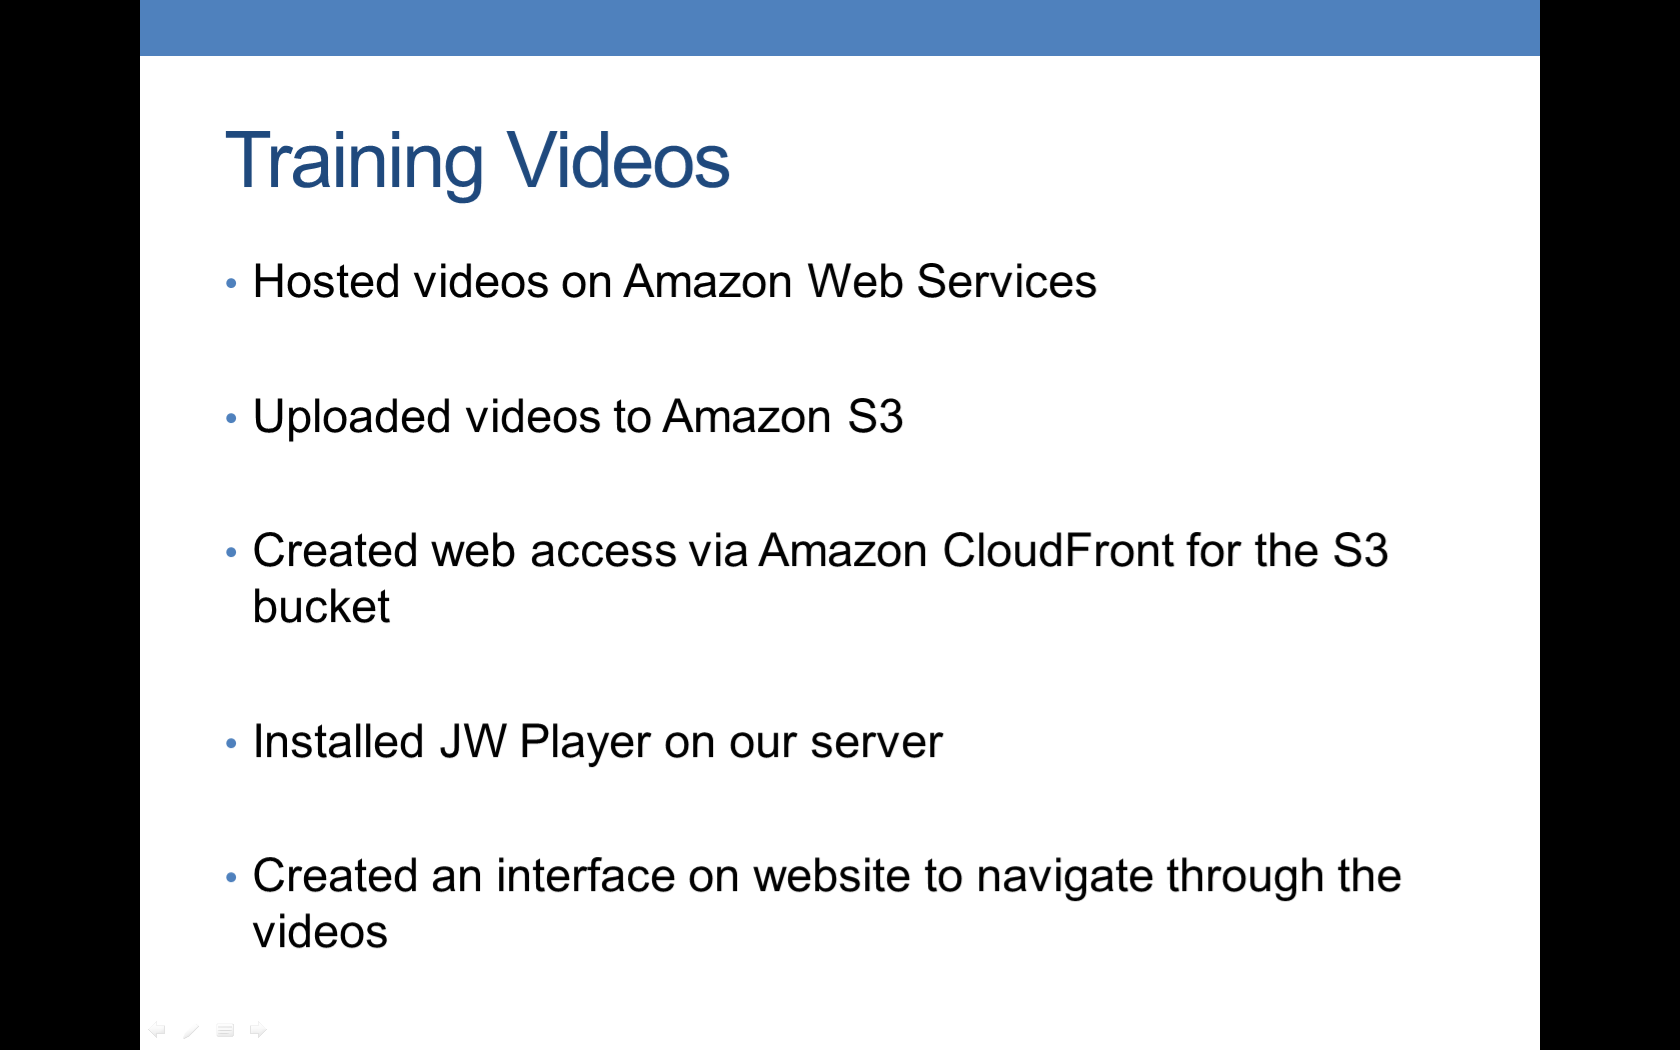 Training Videos
• Hosted videos on Amazon Web Services
• Uploaded videos to Amazon S3
• Created web access via Amazon CloudFront for the S3
bucket
• Installed JW Player on our server
• Created an interface on website to navigate through the
videos